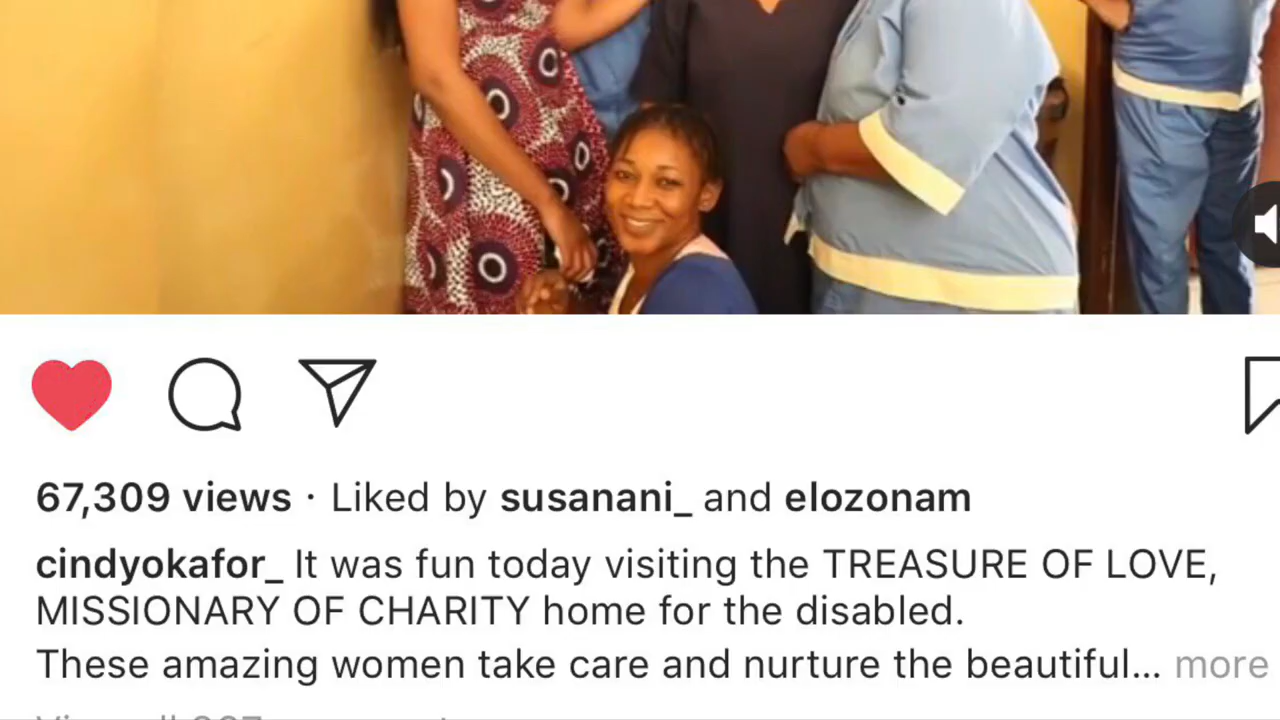 67,309 views · Liked by susanani_ and elozonam
cindyokafor_ It was fun today visiting the TREASURE OF LOVE,
MISSIONARY OF CHARITY home for the disabled.
These amazing women take care and nurture the beautiful... more